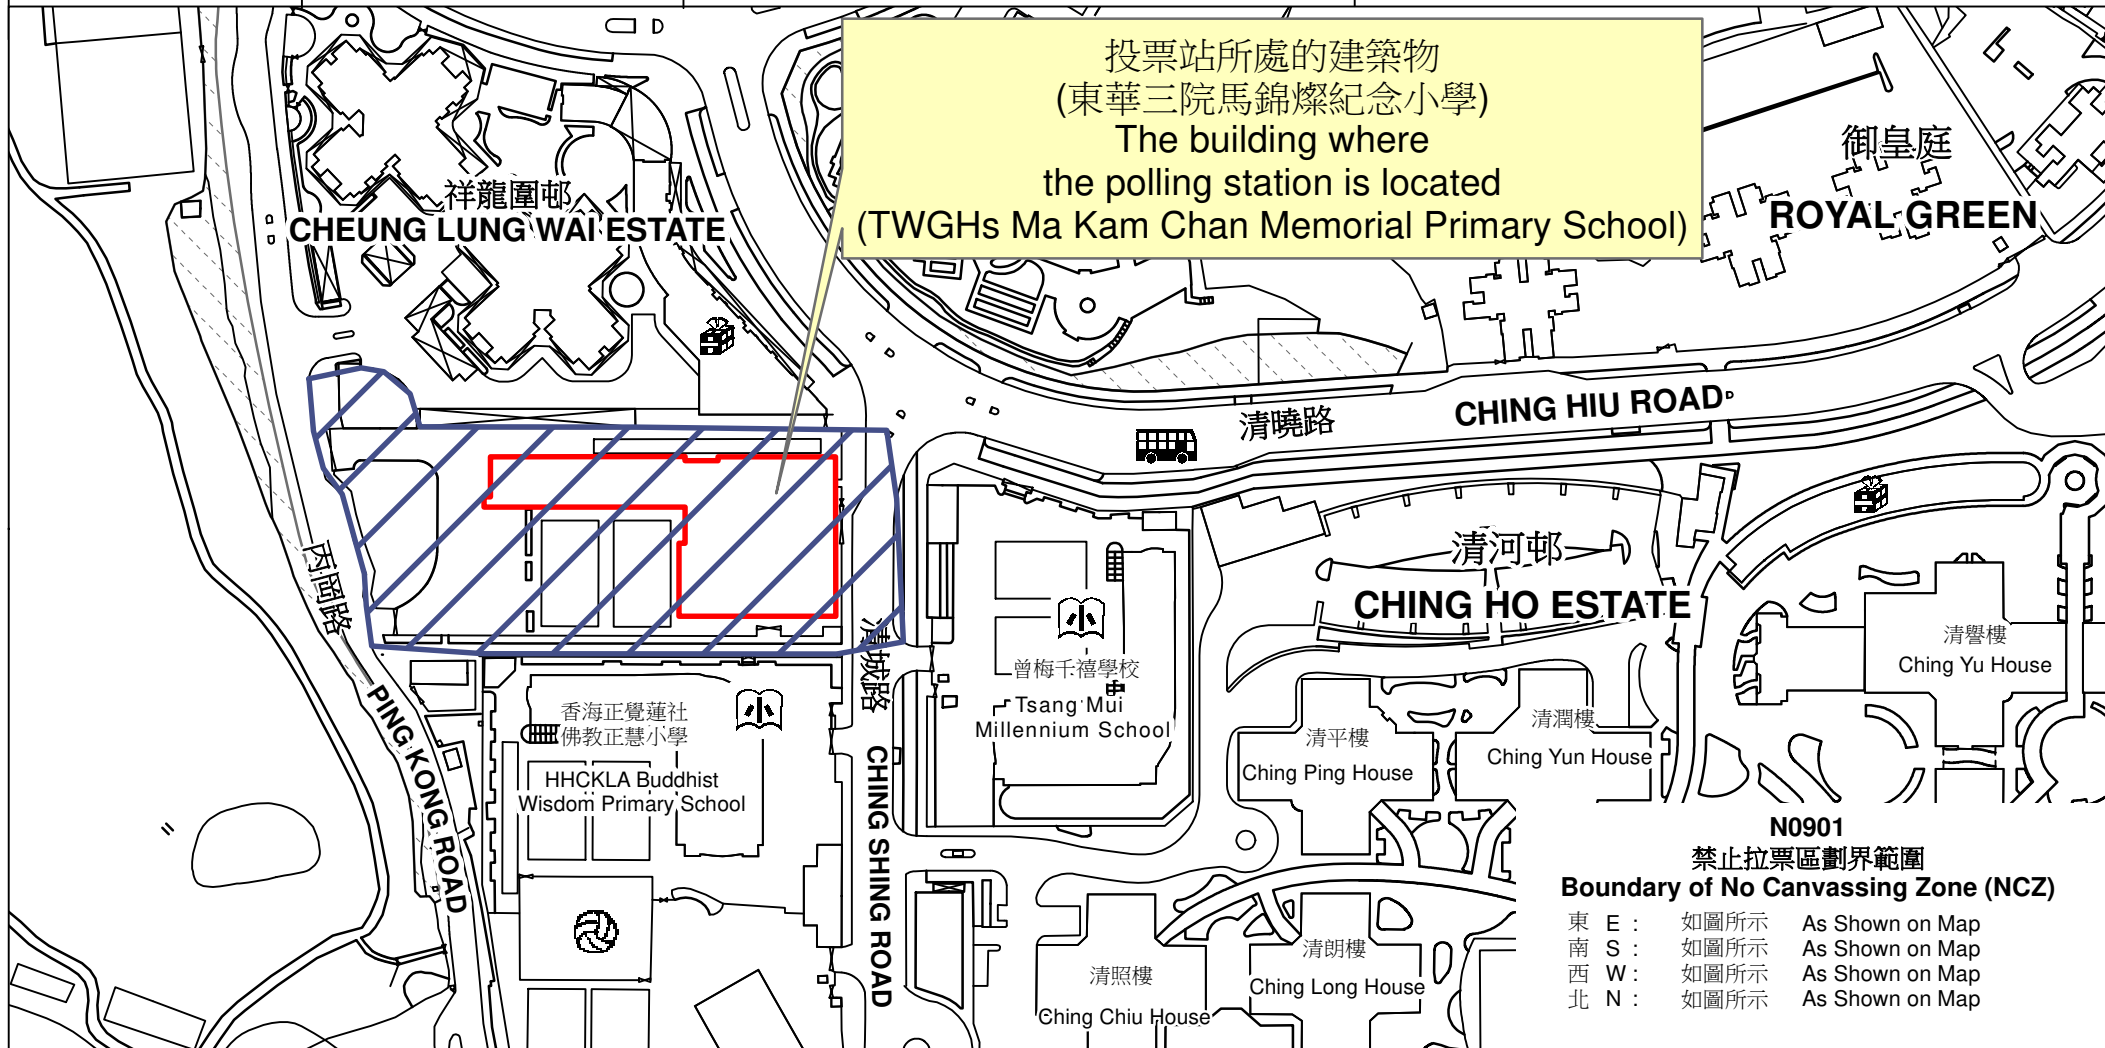 投票站所處的建築物
(東華三院馬錦燦紀念小學)
The building where
the polling station is located
(TWGHs Ma Kam Chan Memorial Primary School)
御皇庭
ROYAL GREEN
祥龍圍邨
CHEUNG LUNG WAI ESTATE
清曉路
CHING HIU ROAD
丙崗路
PING KONG ROAD
清城路
CHING SHING ROAD
清河邨
CHING HO ESTATE
曾梅千禧學校
Tsang Mui
Millennium School
香海正覺蓮社
佛教正慧小學
HHCKLA Buddhist
Wisdom Primary School
清譽樓
Ching Yu House
清潤樓
Ching Yun House
清平樓
Ching Ping House
清朗樓
Ching Long House
清照樓
Ching Chiu House
N0901
禁止拉票區劃界範圍
Boundary of No Canvassing Zone (NCZ)
東 E : 如圖所示 As Shown on Map
南 S : 如圖所示 As Shown on Map
西 W : 如圖所示 As Shown on Map
北 N : 如圖所示 As Shown on Map